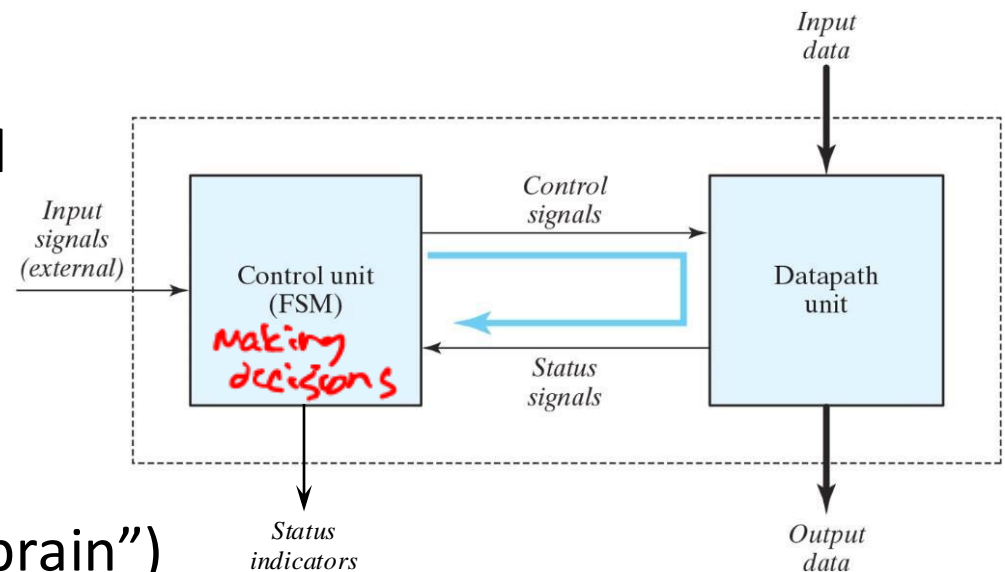 Input
data
Input
signals
(external)
Control
signals
Control unit
(FSM)
Making
decisions
Datapath
unit
Status
signals
Status
indicators
Output
data
brain”)